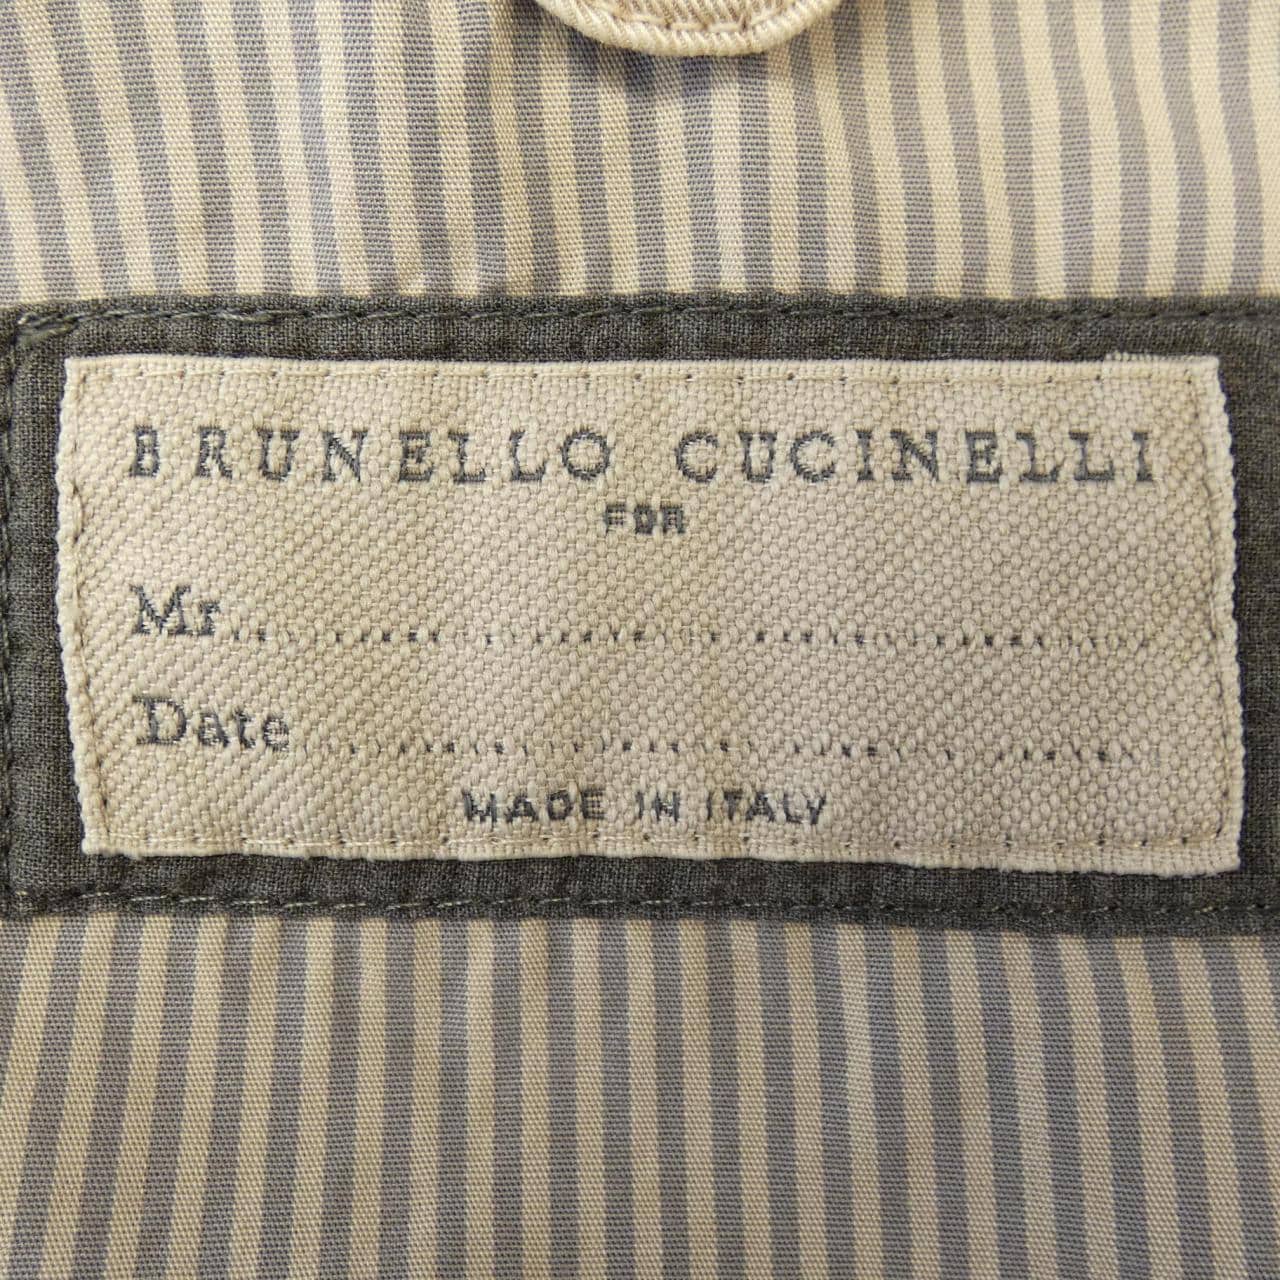 BRUNELLO CUCINELLI
FOR
Mr..............................
Date..............................
MADE IN ITALY